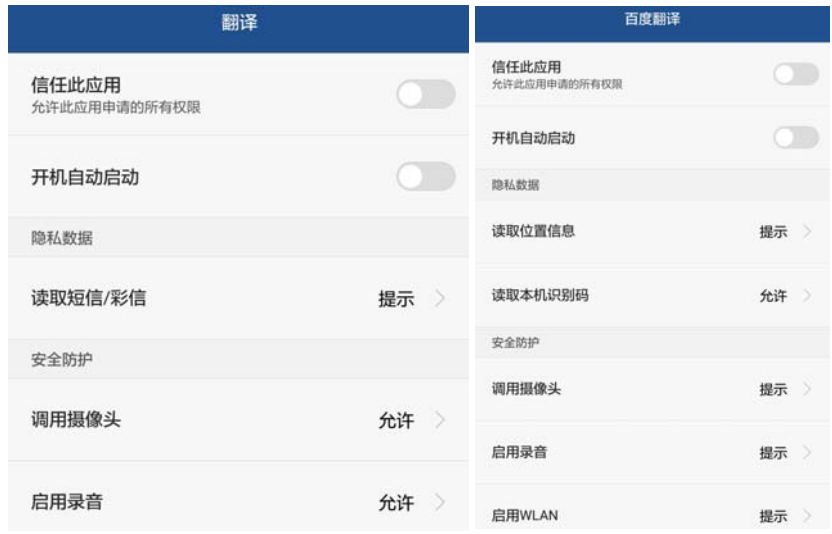 翻译
信任此应用
允许此应用申请的所有权限
开机自动启动
隐私数据
读取短信/彩信 提示
安全防护
调用摄像头 允许
启用录音 允许
百度翻译
信任此应用
允许此应用申请的所有权限
开机自动启动
隐私数据
读取位置信息 提示
读取本机识别码 允许
安全防护
调用摄像头 提示
启用录音 提示
启用WLAN 提示